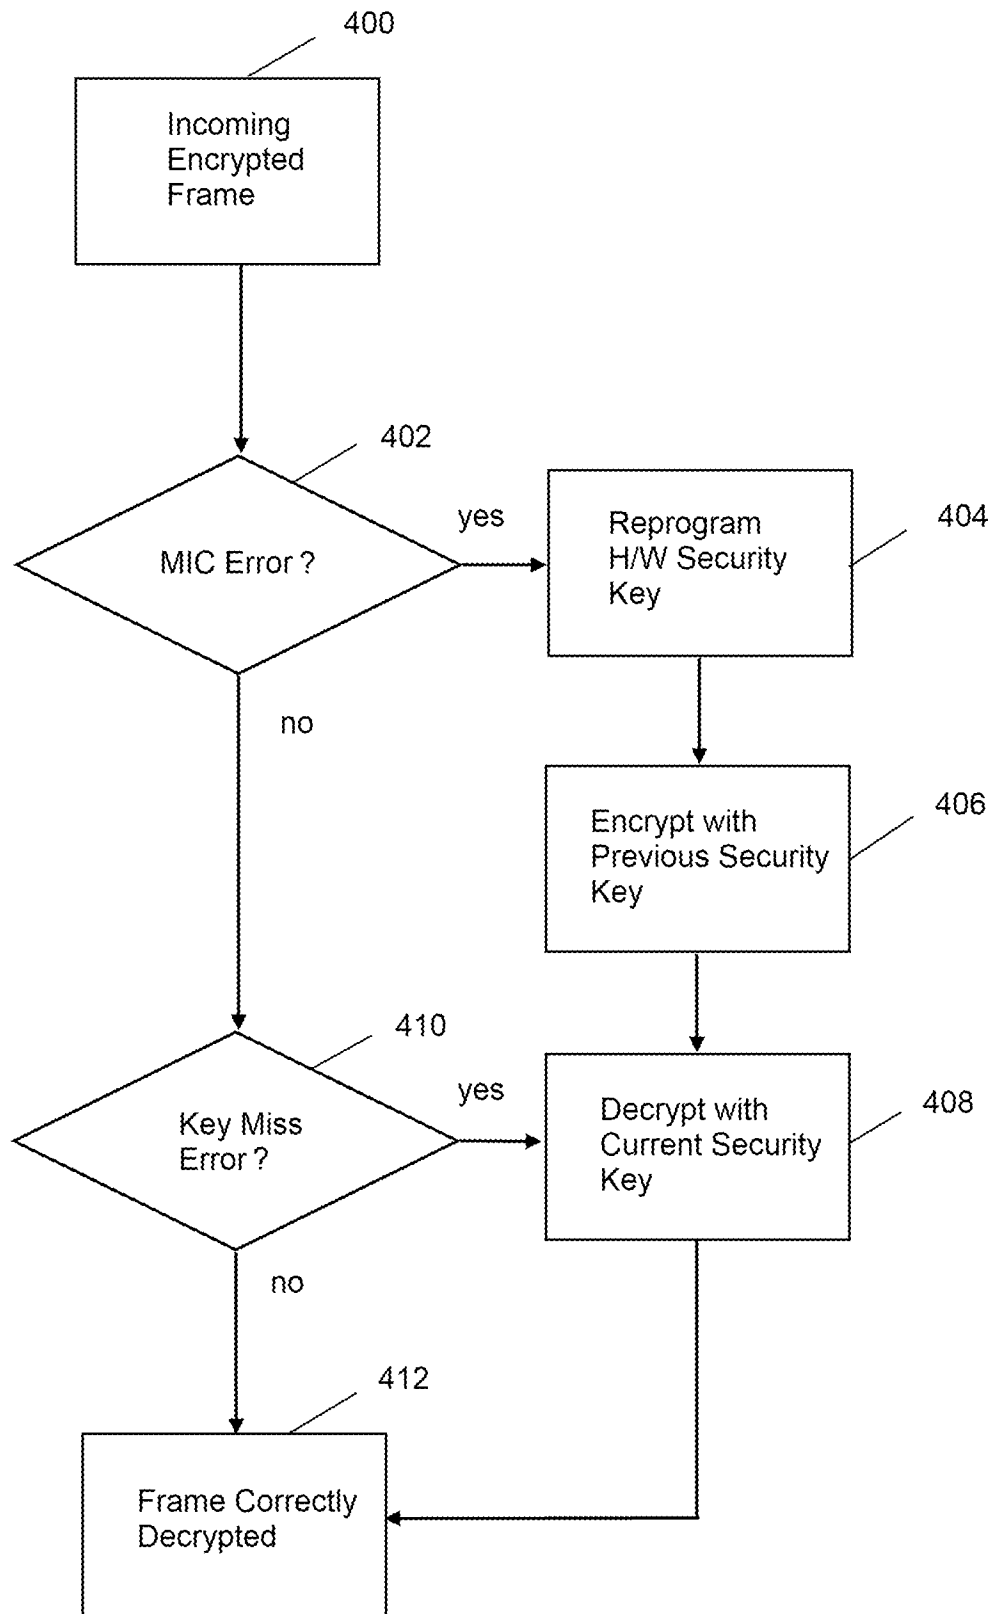 400
Incoming
Encrypted
Frame
402
MIC Error ?
yes
Reprogram
H/W Security
Key
404
no
Encrypt with
Previous Security
Key
406
410
Key Miss
Error ?
yes
Decrypt with
Current Security
Key
408
no
412
Frame Correctly
Decrypted